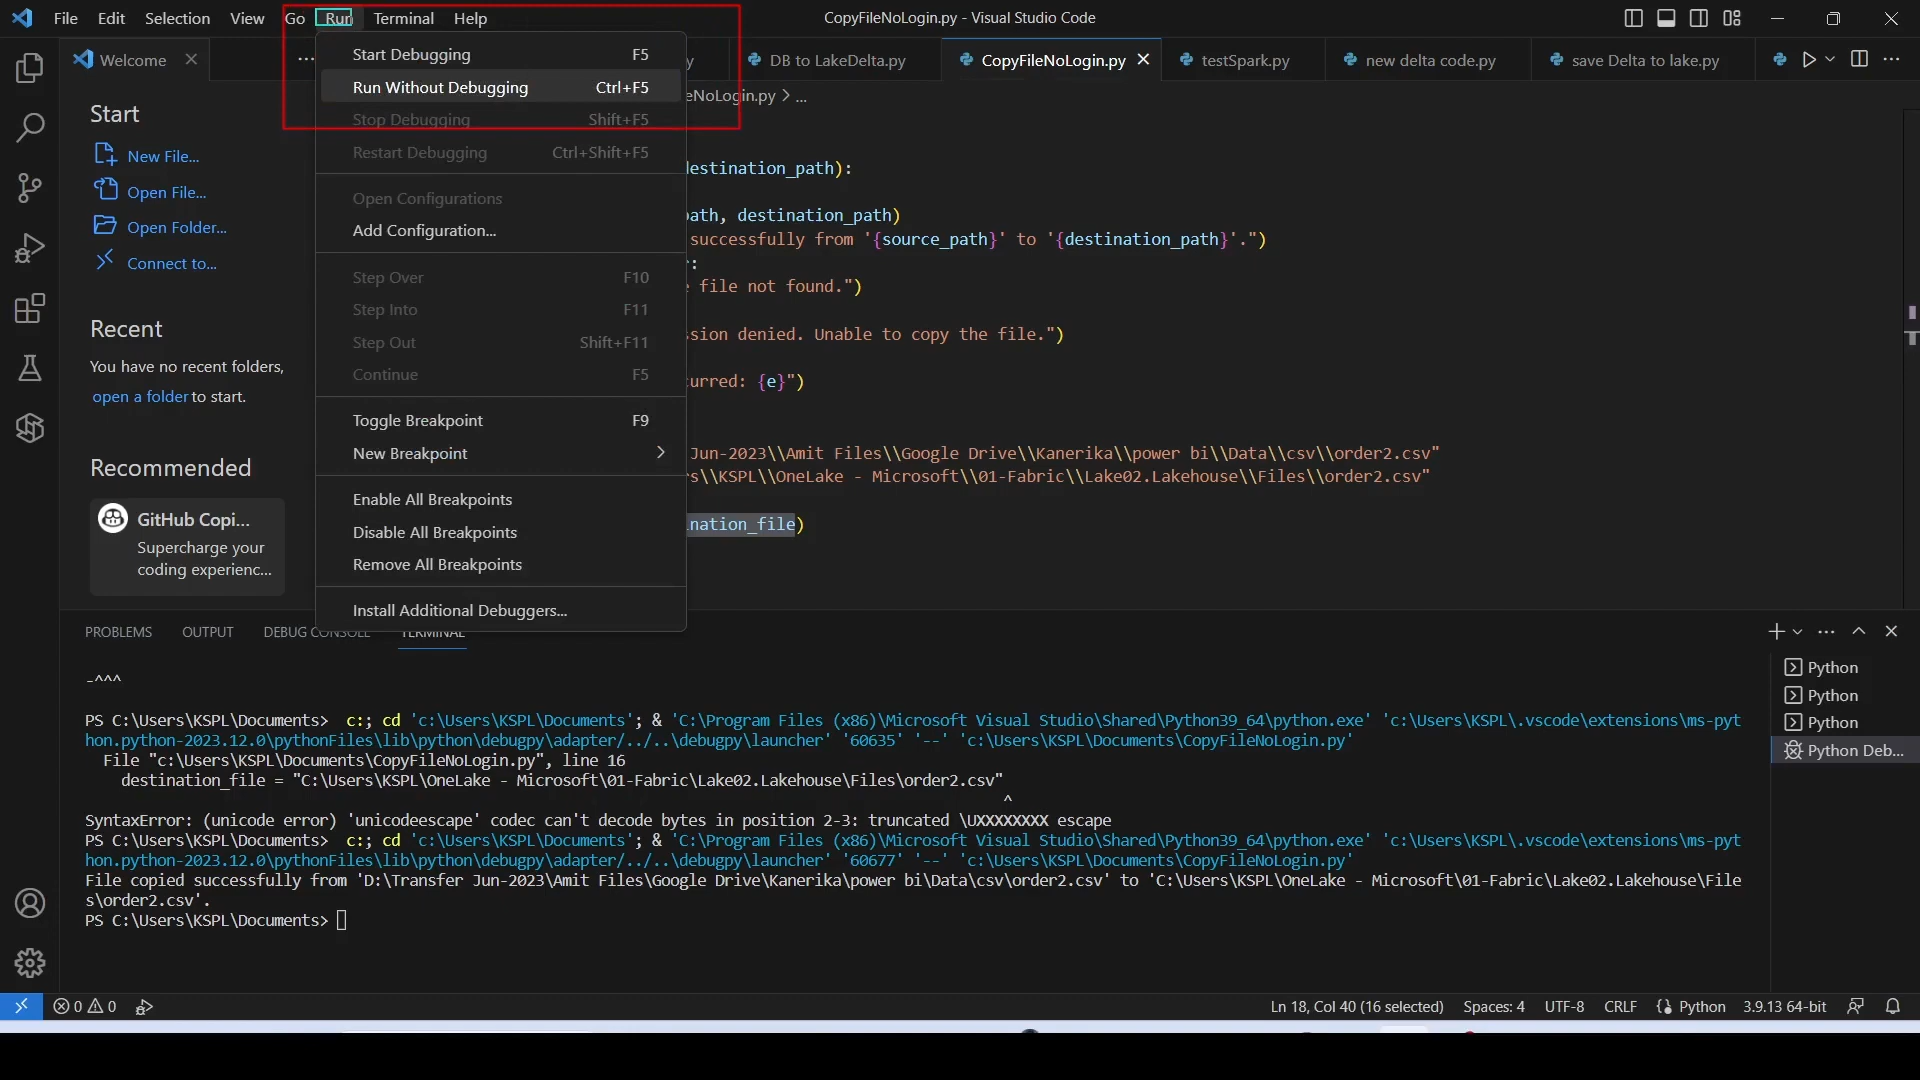 File Edit Selection View Go Run Terminal Help
CopyFileNoLogin.py - Visual Studio Code
Welcome
DB to LakeDelta.py
CopyFileNoLogin.py
testSpark.py
new delta code.py
save Delta to lake.py
eNoLogin.py > ...
Start
New File...
Open File...
Open Folder...
Connect to...
Recent
You have no recent folders,
open a folder to start.
Recommended
GitHub Copi...
Supercharge your
coding experienc...
Start Debugging F5
Run Without Debugging Ctrl+F5
Stop Debugging Shift+F5
Restart Debugging Ctrl+Shift+F5
Open Configurations
Add Configuration...
Step Over F10
Step Into F11
Step Out Shift+F11
Continue F5
Toggle Breakpoint F9
New Breakpoint
Enable All Breakpoints
Disable All Breakpoints
Remove All Breakpoints
Install Additional Debuggers...
destination_path):
path, destination_path)
successfully from '{source_path}' to '{destination_path}'.")
:
file not found.")
ssion denied. Unable to copy the file.")
curred: {e}")
Jun-2023\\Amit Files\\Google Drive\\Kanerika\\power bi\\Data\\csv\\order2.csv"
s\\KSPL\\OneLake - Microsoft\\01-Fabric\\Lake02.Lakehouse\\Files\\order2.csv"
ination_file)
PROBLEMS OUTPUT DEBUG CONSOLE TERMINAL
-^^^
PS C:\Users\KSPL\Documents>  c:; cd 'c:\Users\KSPL\Documents'; & 'C:\Program Files (x86)\Microsoft Visual Studio\Shared\Python39_64\python.exe' 'c:\Users\KSPL\.vscode\extensions\ms-pyt
hon.python-2023.12.0\pythonFiles\lib\python\debugpy\adapter/../..\debugpy\launcher' '60635' '--' 'c:\Users\KSPL\Documents\CopyFileNoLogin.py'
File "c:\Users\KSPL\Documents\CopyFileNoLogin.py", line 16
destination_file = "C:\Users\KSPL\OneLake - Microsoft\01-Fabric\Lake02.Lakehouse\Files\order2.csv"
^
SyntaxError: (unicode error) 'unicodeescape' codec can't decode bytes in position 2-3: truncated \UXXXXXXXX escape
PS C:\Users\KSPL\Documents>  c:; cd 'c:\Users\KSPL\Documents'; & 'C:\Program Files (x86)\Microsoft Visual Studio\Shared\Python39_64\python.exe' 'c:\Users\KSPL\.vscode\extensions\ms-pyt
hon.python-2023.12.0\pythonFiles\lib\python\debugpy\adapter/../..\debugpy\launcher' '60677' '--' 'c:\Users\KSPL\Documents\CopyFileNoLogin.py'
File copied successfully from 'D:\Transfer Jun-2023\Amit Files\Google Drive\Kanerika\power bi\Data\csv\order2.csv' to 'C:\Users\KSPL\OneLake - Microsoft\01-Fabric\Lake02.Lakehouse\File
s\order2.csv'.
PS C:\Users\KSPL\Documents>
Python
Python
Python
Python Deb...
0 0
Ln 18, Col 40 (16 selected) Spaces: 4 UTF-8 CRLF {} Python 3.9.13 64-bit